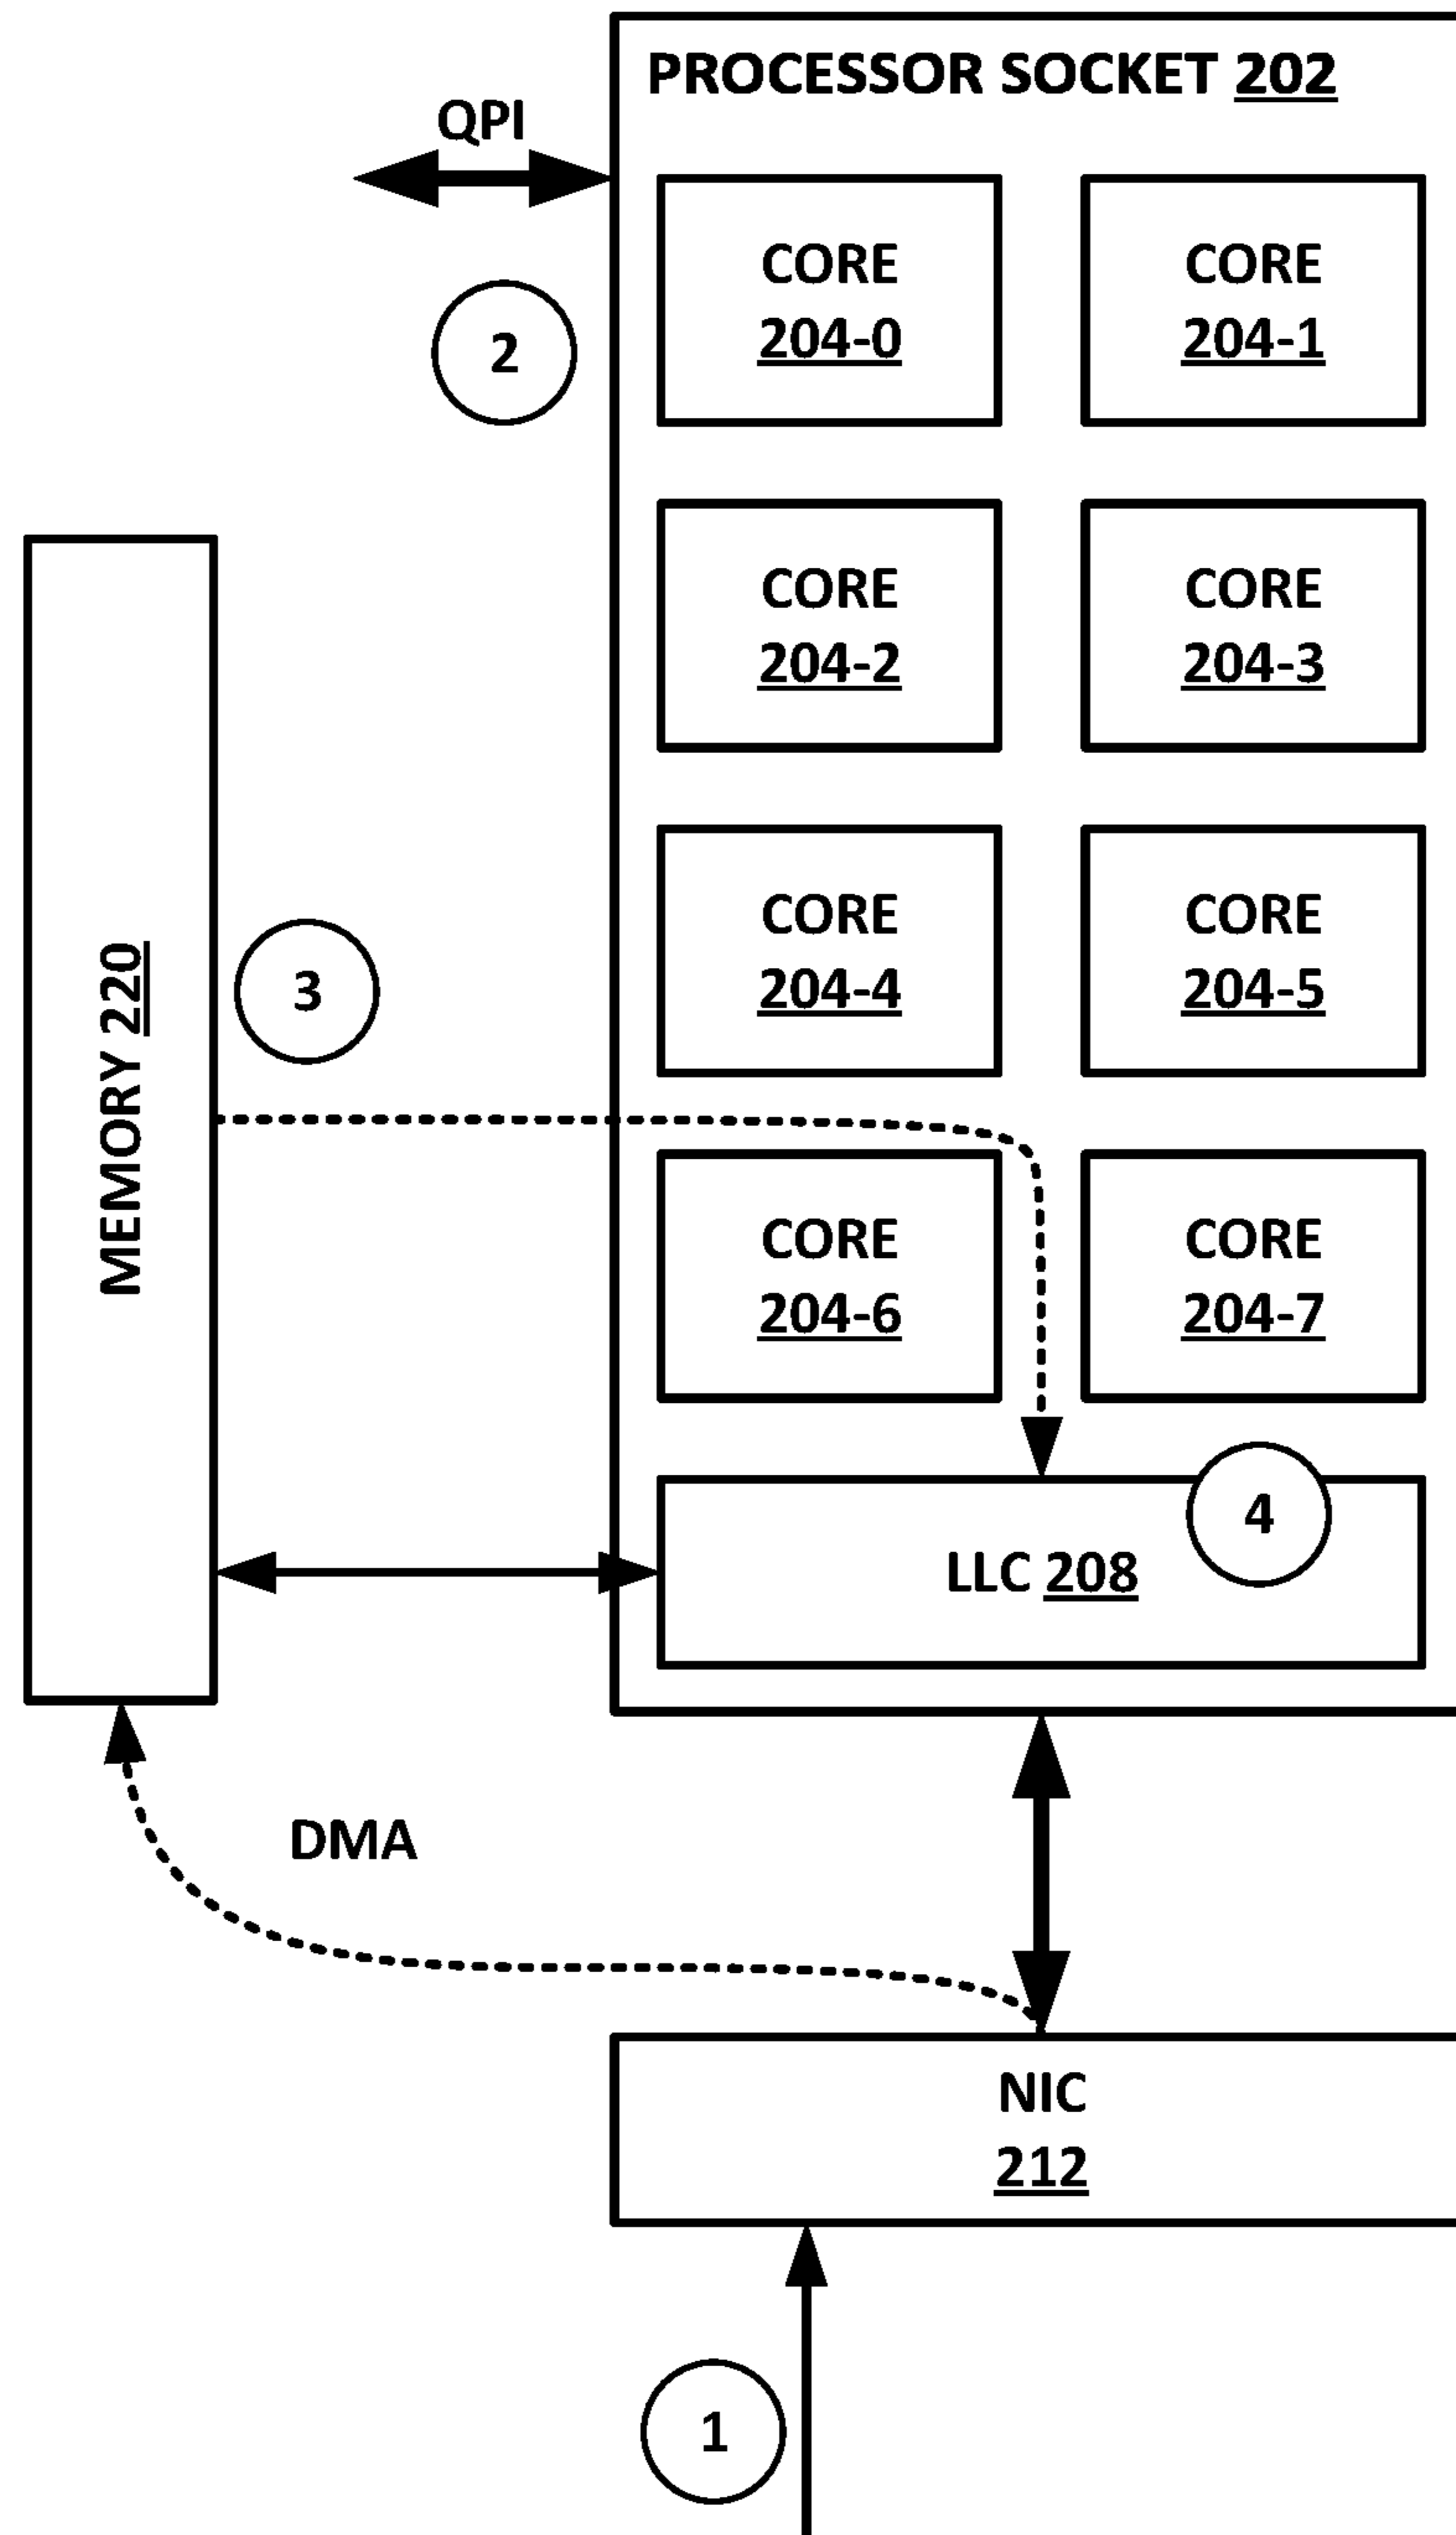 PROCESSOR SOCKET 202
QPI
CORE
204-0
CORE
204-1
2
CORE
204-2
CORE
204-3
CORE
204-4
CORE
204-5
MEMORY 220
3
CORE
204-6
CORE
204-7
4
LLC 208
DMA
NIC
212
1